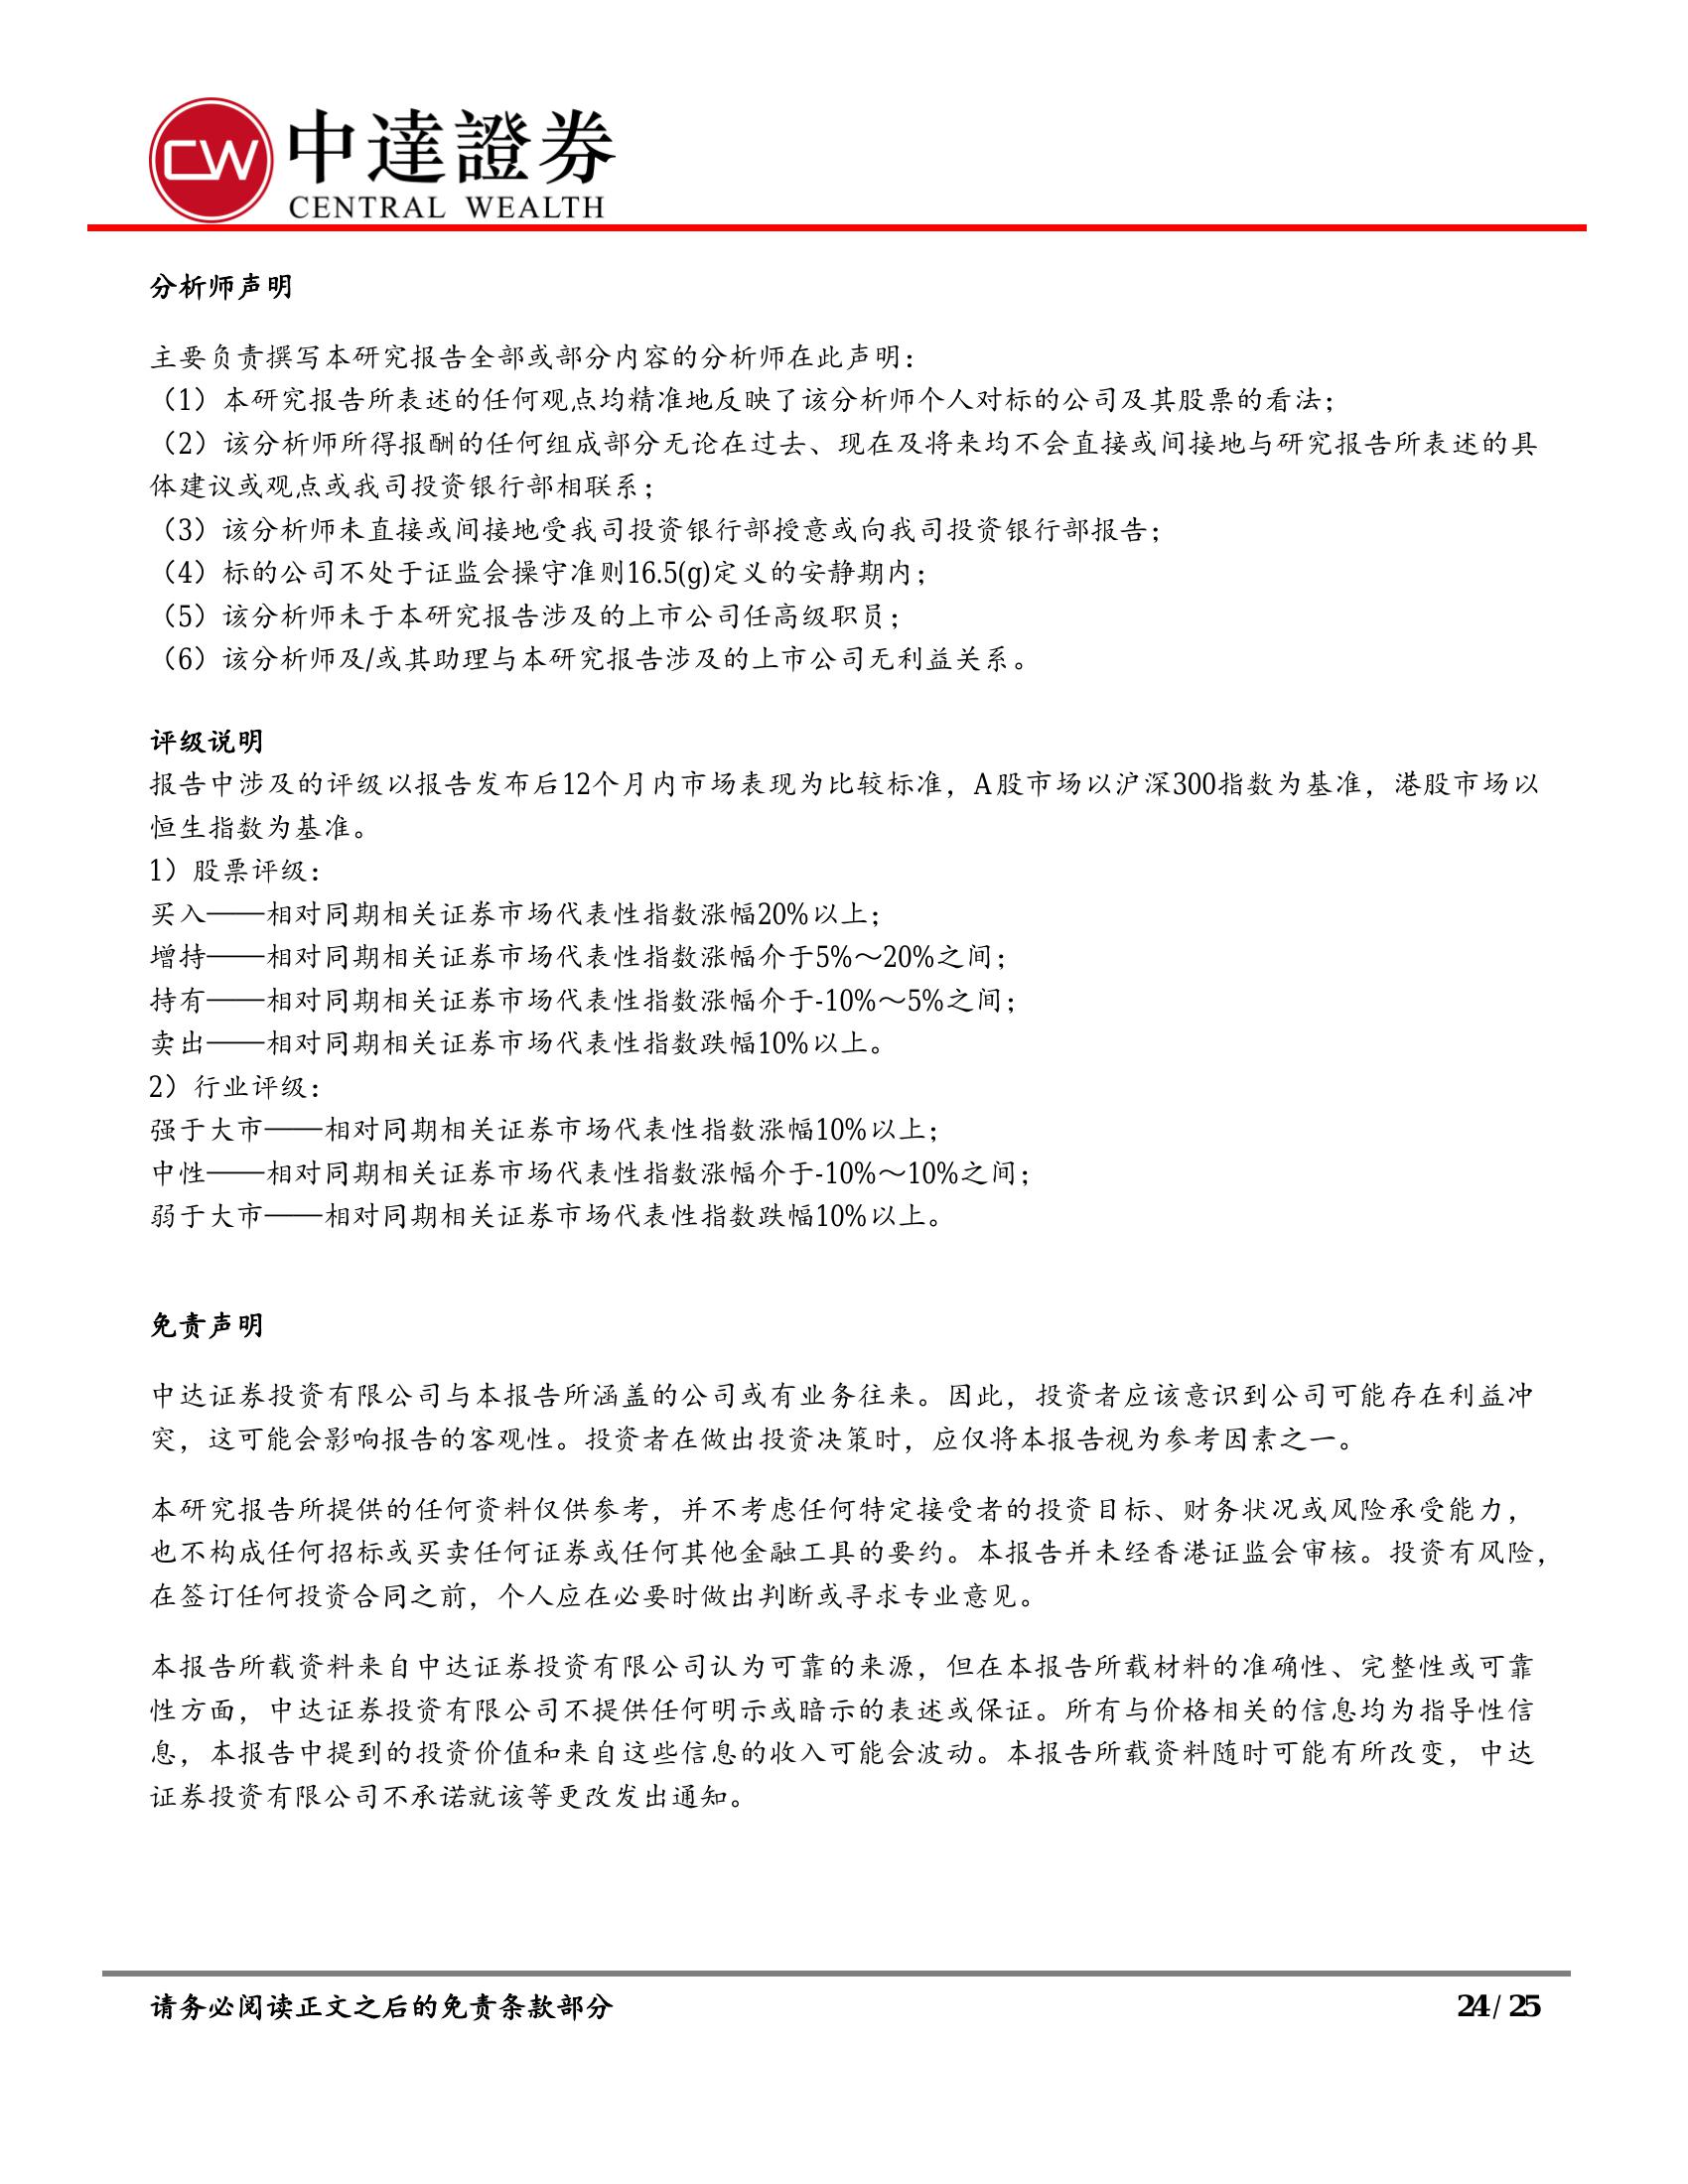 CW 中達證券
CENTRAL WEALTH
分析师声明
主要负责撰写本研究报告全部或部分内容的分析师在此声明：
（1）本研究报告所表述的任何观点均精准地反映了该分析师个人对标的公司及其股票的看法；
（2）该分析师所得报酬的任何组成部分无论在过去、现在及将来均不会直接或间接地与研究报告所表述的具
体建议或观点或我司投资银行部相联系；
（3）该分析师未直接或间接地受我司投资银行部授意或向我司投资银行部报告；
（4）标的公司不处于证监会操守准则16.5(g)定义的安静期内；
（5）该分析师未于本研究报告涉及的上市公司任高级职员；
（6）该分析师及/或其助理与本研究报告涉及的上市公司无利益关系。
评级说明
报告中涉及的评级以报告发布后12个月内市场表现为比较标准，A股市场以沪深300指数为基准，港股市场以
恒生指数为基准。
1）股票评级：
买入——相对同期相关证券市场代表性指数涨幅20%以上；
增持——相对同期相关证券市场代表性指数涨幅介于5%～20%之间；
持有——相对同期相关证券市场代表性指数涨幅介于-10%～5%之间；
卖出——相对同期相关证券市场代表性指数跌幅10%以上。
2）行业评级：
强于大市——相对同期相关证券市场代表性指数涨幅10%以上；
中性——相对同期相关证券市场代表性指数涨幅介于-10%～10%之间；
弱于大市——相对同期相关证券市场代表性指数跌幅10%以上。
免责声明
中达证券投资有限公司与本报告所涵盖的公司或有业务往来。因此，投资者应该意识到公司可能存在利益冲
突，这可能会影响报告的客观性。投资者在做出投资决策时，应仅将本报告视为参考因素之一。
本研究报告所提供的任何资料仅供参考，并不考虑任何特定接受者的投资目标、财务状况或风险承受能力，
也不构成任何招标或买卖任何证券或任何其他金融工具的要约。本报告并未经香港证监会审核。投资有风险，
在签订任何投资合同之前，个人应在必要时做出判断或寻求专业意见。
本报告所载资料来自中达证券投资有限公司认为可靠的来源，但在本报告所载材料的准确性、完整性或可靠
性方面，中达证券投资有限公司不提供任何明示或暗示的表述或保证。所有与价格相关的信息均为指导性信
息，本报告中提到的投资价值和来自这些信息的收入可能会波动。本报告所载资料随时可能有所改变，中达
证券投资有限公司不承诺就该等更改发出通知。
请务必阅读正文之后的免责条款部分 24 / 25